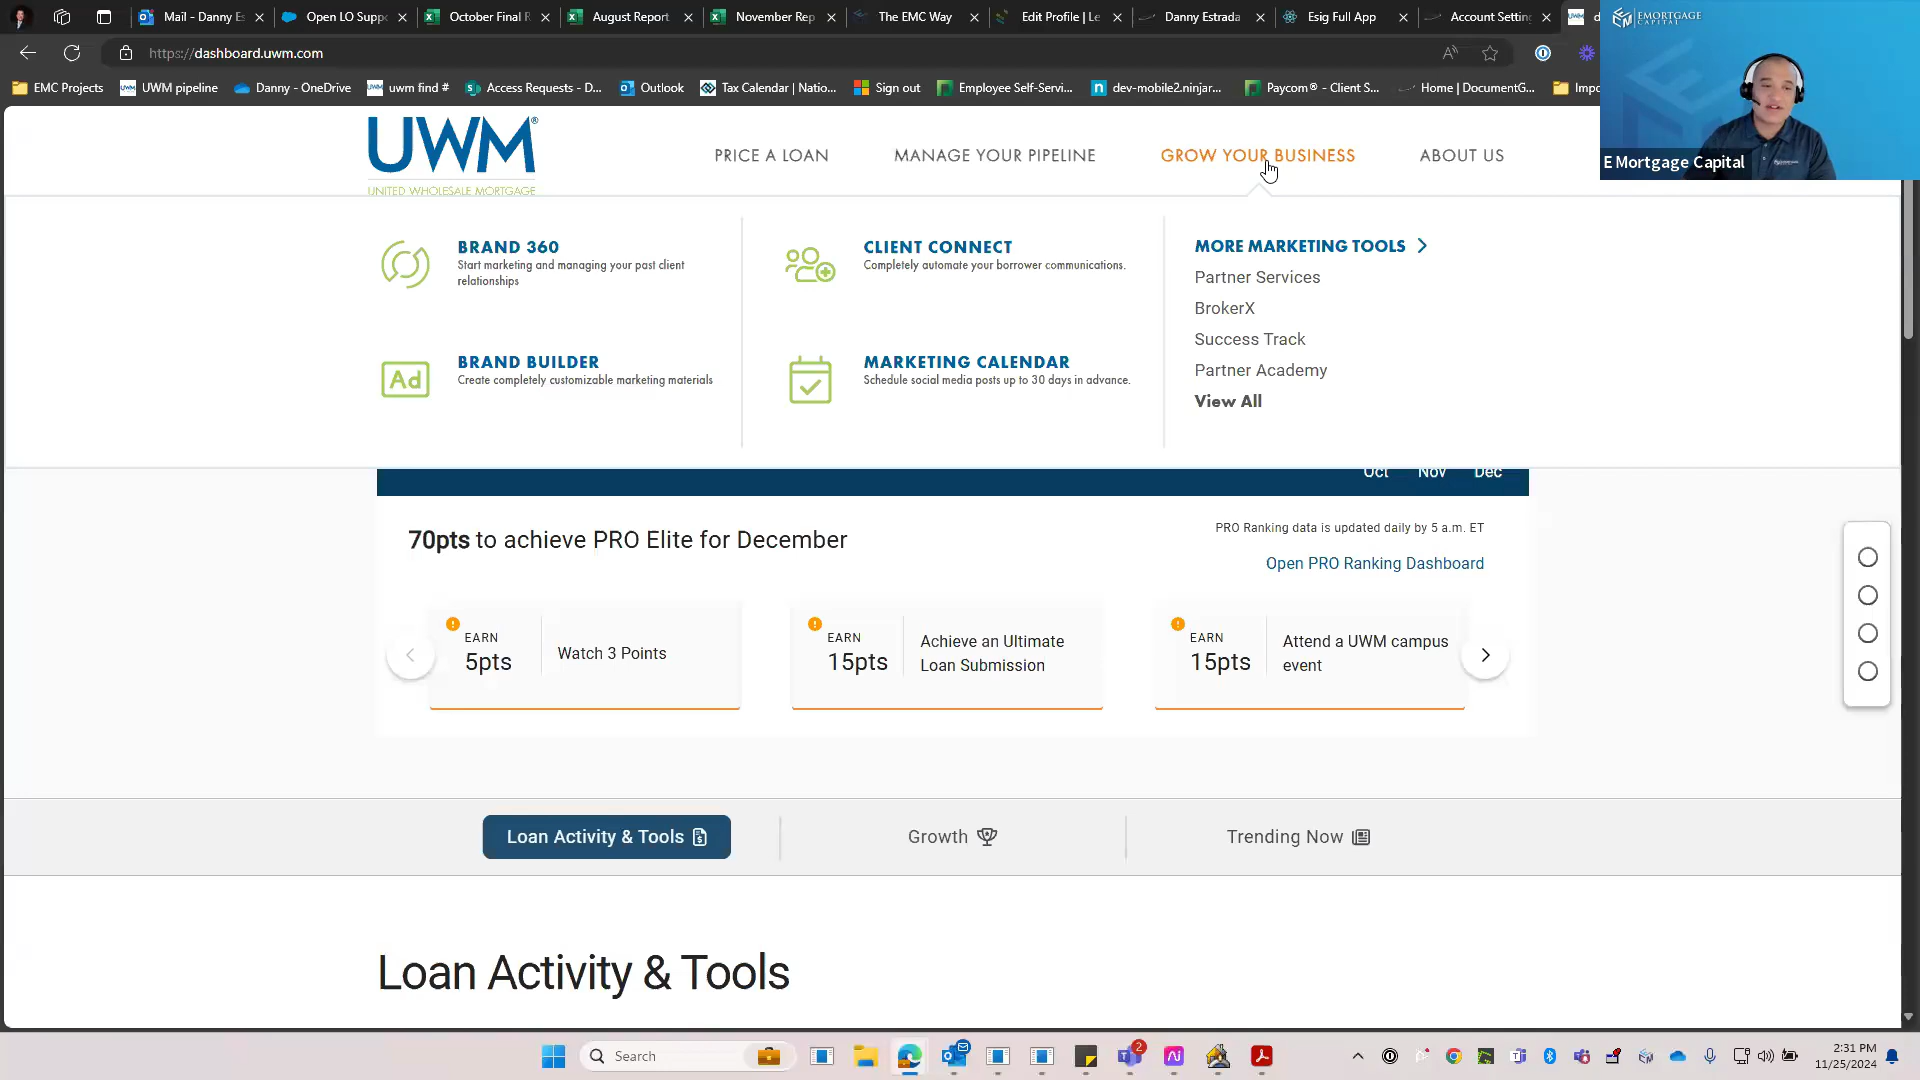 Mail - Danny Es
Open LO Suppo
October Final R
August Report
November Rep
The EMC Way
Edit Profile | Le
Danny Estrada
Esig Full App
Account Setting
https://dashboard.uwm.com
EMC Projects
UWM pipeline
Danny - OneDrive
uwm find #
Access Requests - D...
Outlook
Tax Calendar | Natio...
Sign out
Employee Self-Servi...
dev-mobile2.ninjar...
Paycom® - Client S...
Home | DocumentG...
Impo
EMORTGAGE
CAPITAL
E Mortgage Capital
UWM®
UNITED WHOLESALE MORTGAGE
PRICE A LOAN
MANAGE YOUR PIPELINE
GROW YOUR BUSINESS
ABOUT US
BRAND 360
Start marketing and managing your past client
relationships
BRAND BUILDER
Ad
Create completely customizable marketing materials
CLIENT CONNECT
Completely automate your borrower communications.
MARKETING CALENDAR
Schedule social media posts up to 30 days in advance.
MORE MARKETING TOOLS
Partner Services
BrokerX
Success Track
Partner Academy
View All
Oct Nov Dec
70pts to achieve PRO Elite for December
PRO Ranking data is updated daily by 5 a.m. ET
Open PRO Ranking Dashboard
EARN
5pts
Watch 3 Points
EARN
15pts
Achieve an Ultimate
Loan Submission
EARN
15pts
Attend a UWM campus
event
Loan Activity & Tools
Growth
Trending Now
Loan Activity & Tools
Search
2
2:31 PM
11/25/2024